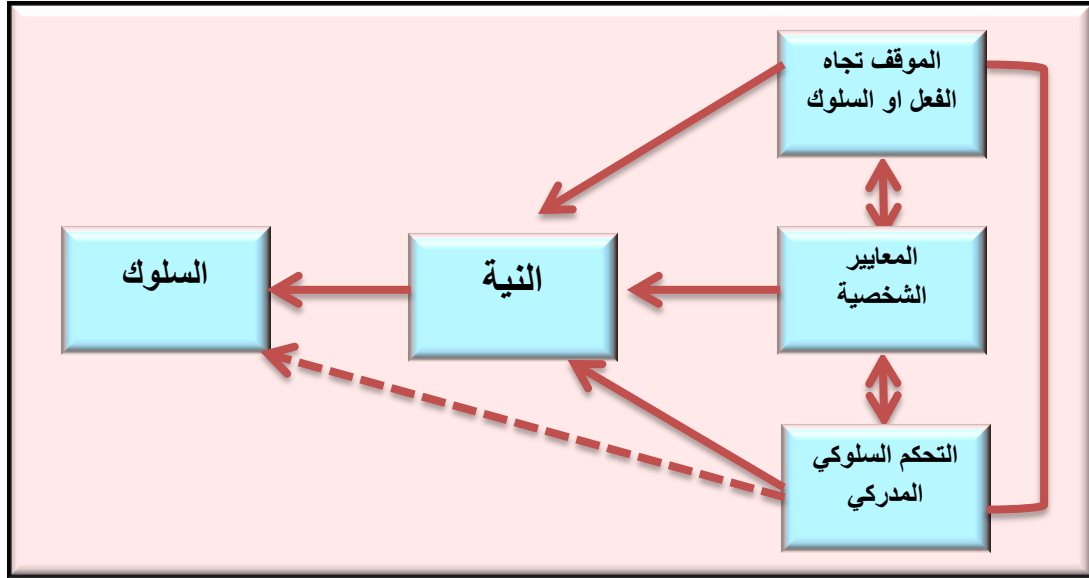 الموقف تجاه
الفعل او السلوك
المعايير
الشخصية
التحكم السلوكي
المدركي
النية
السلوك